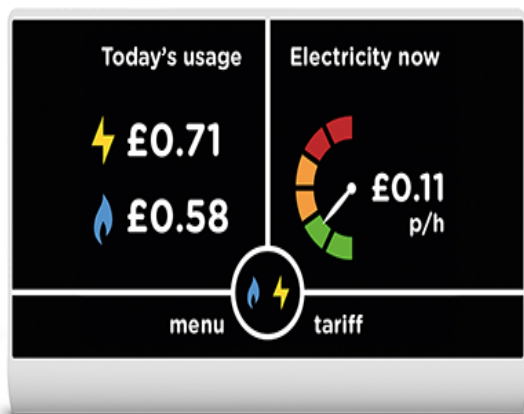 Today's usage
£0.71
£0.58
Electricity now
£0.11
p/h
menu
tariff